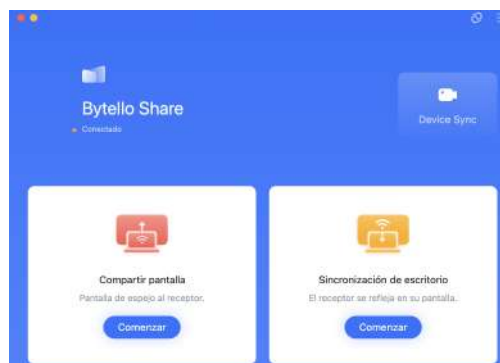 Bytello Share
Conectado
Device Sync
Compartir pantalla
Pantalla de espejo al receptor.
Comenzar
Sincronización de escritorio
El receptor se refleja en su pantalla.
Comenzar